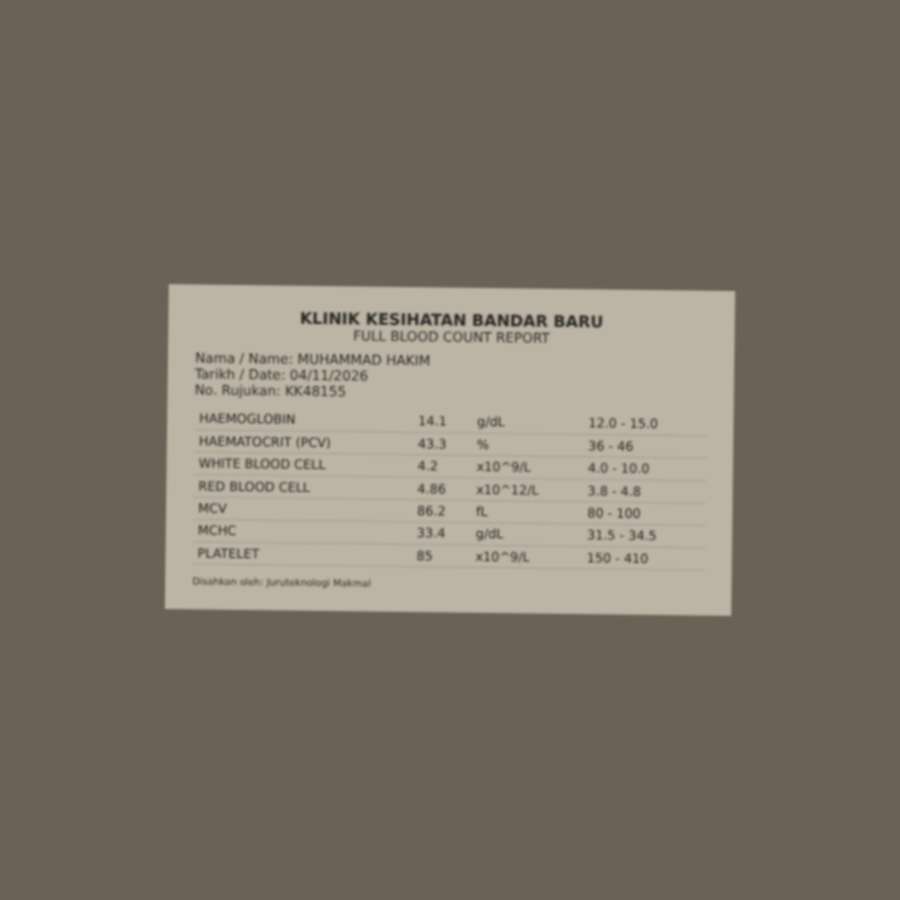 KLINIK KESIHATAN BANDAR BARU
FULL BLOOD COUNT REPORT
Nama / Name: MUHAMMAD HAKIM
Tarikh / Date: 04/11/2026
No. Rujukan: KK48155
HAEMOGLOBIN 14.1 g/dL 12.0 - 15.0
HAEMATOCRIT (PCV) 43.3 % 36 - 46
WHITE BLOOD CELL 4.2 x10^9/L 4.0 - 10.0
RED BLOOD CELL 4.86 x10^12/L 3.8 - 4.8
MCV 86.2 fL 80 - 100
MCHC 33.4 g/dL 31.5 - 34.5
PLATELET 85 x10^9/L 150 - 410
Disahkan oleh: Juruteknologi Makmal